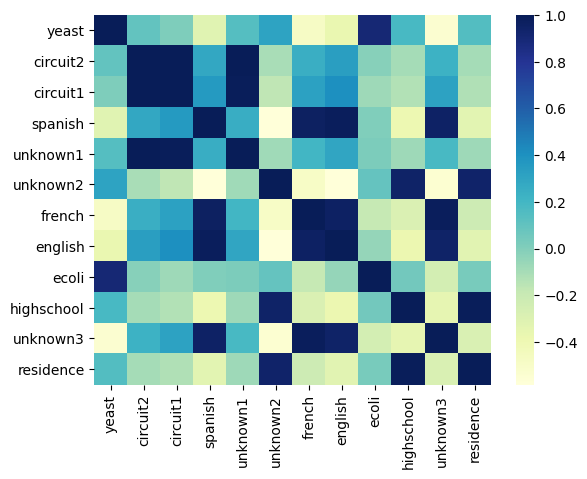 yeast
circuit2
circuit1
spanish
unknown1
unknown2
french
english
ecoli
highschool
unknown3
residence
yeast
circuit2
circuit1
spanish
unknown1
unknown2
french
english
ecoli
highschool
unknown3
residence
1.0
0.8
0.6
0.4
0.2
0.0
−0.2
−0.4